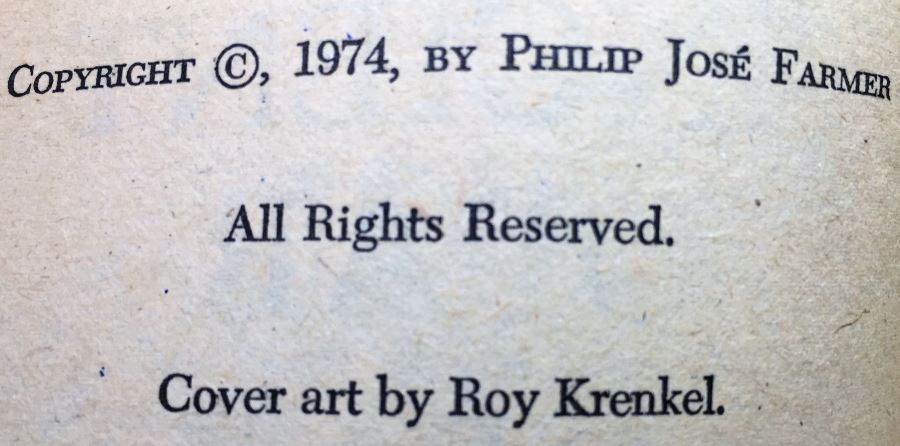 Copyright ©, 1974, by Philip José Farmer
All Rights Reserved.
Cover art by Roy Krenkel.